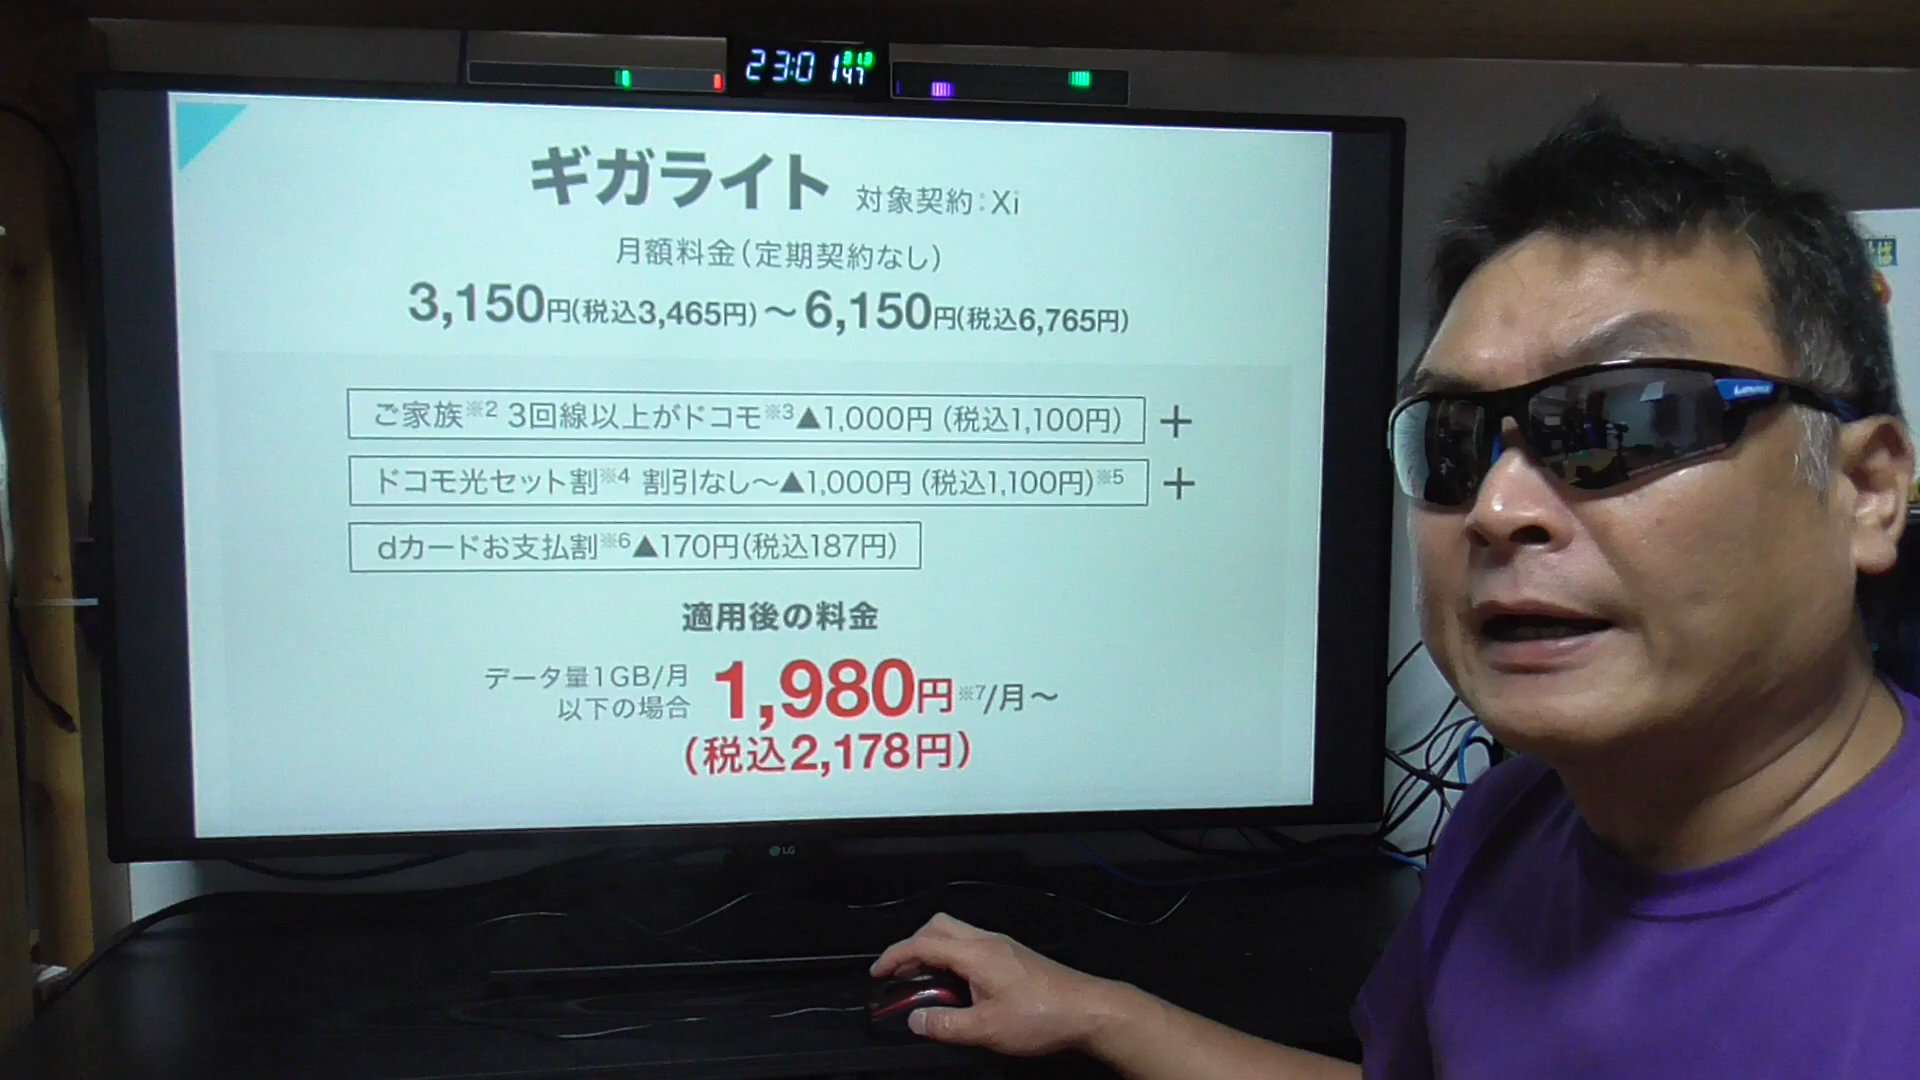 23:01 47
31.3
ギガライト 対象契約:Xi
月額料金(定期契約なし)
3,150円(税込3,465円)～6,150円(税込6,765円)
ご家族※2 3回線以上がドコモ※3▲1,000円(税込1,100円) +
ドコモ光セット割※4 割引なし～▲1,000円(税込1,100円)※5 +
dカードお支払割※6▲170円(税込187円)
適用後の料金
データ量1GB/月
以下の場合
1,980円※7/月～
(税込2,178円)
LG